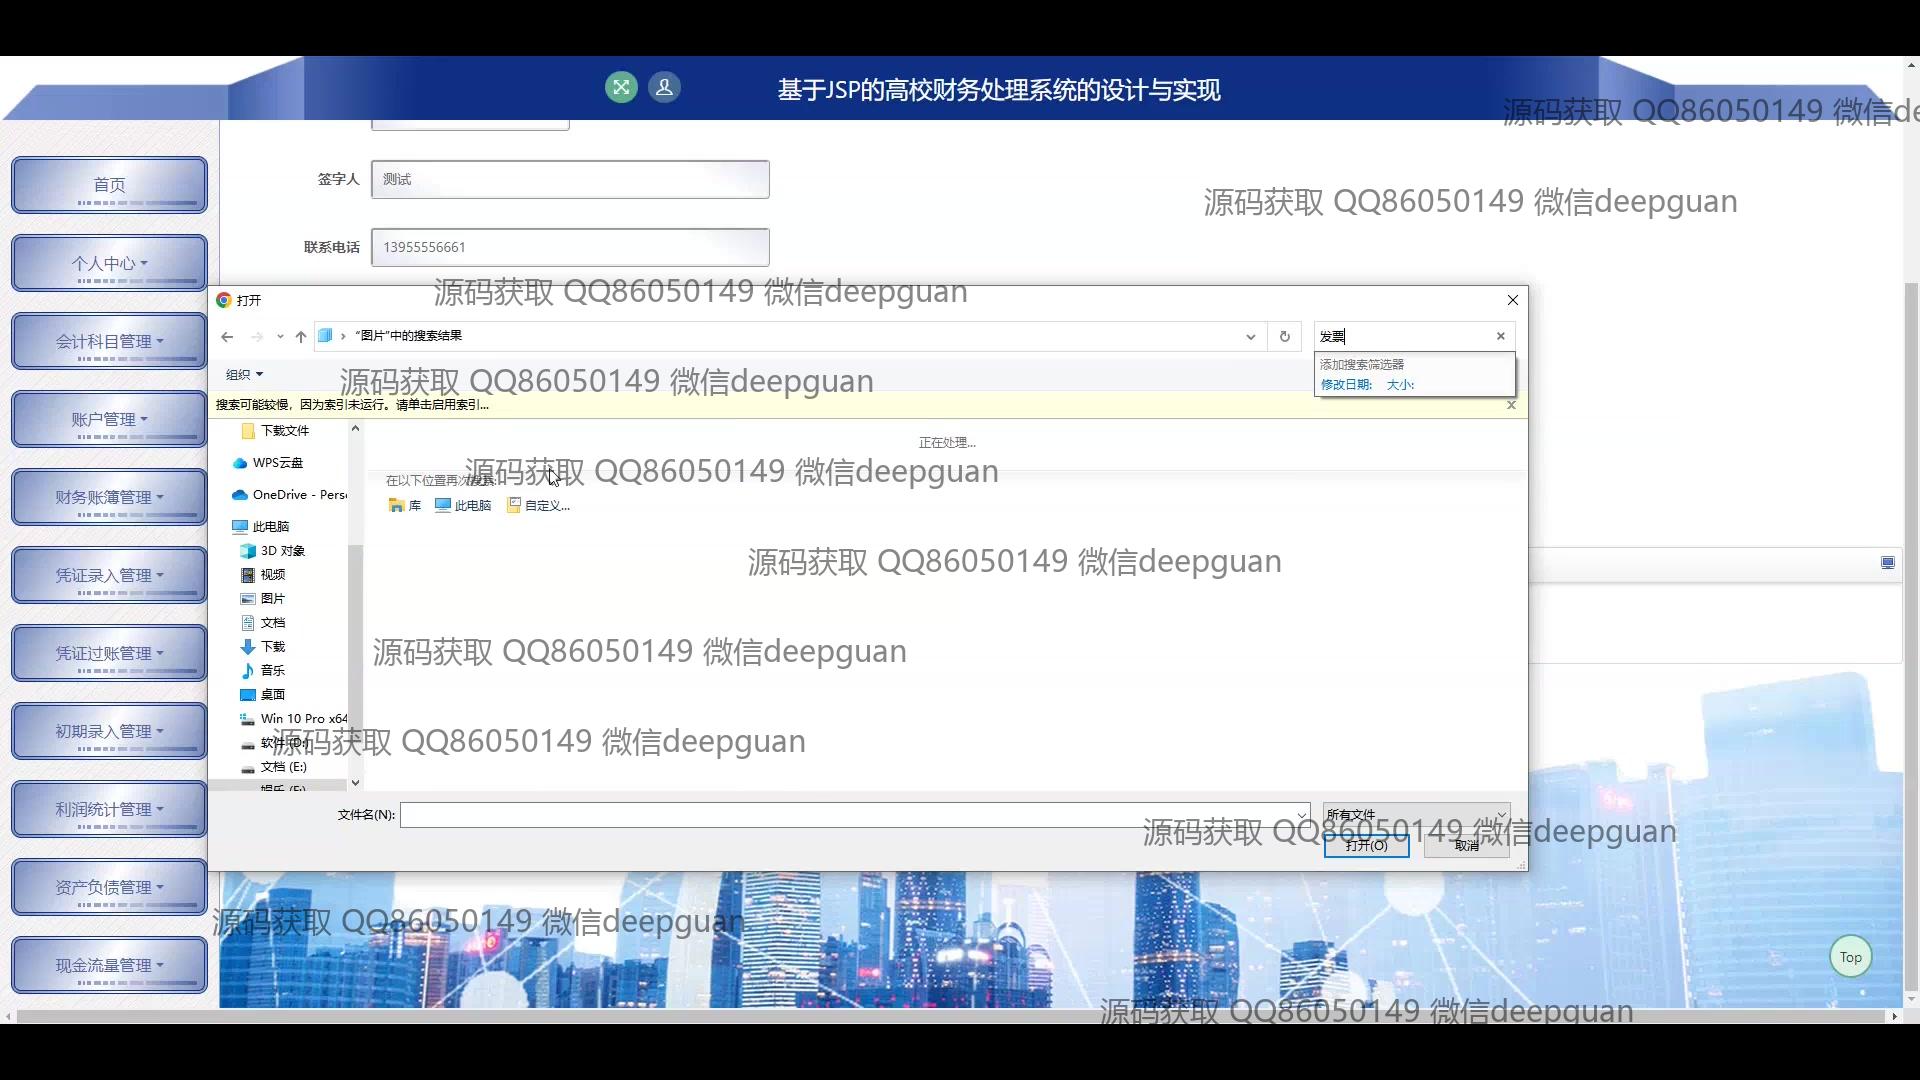 基于JSP的高校财务处理系统的设计与实现
源码获取 QQ86050149 微信de
首页
签字人 测试
源码获取 QQ86050149 微信deepguan
联系电话 13955556661
个人中心
源码获取 QQ86050149 微信deepguan
打开
会计科目管理
“图片”中的搜索结果
发票
添加搜索筛选器
修改日期: 大小:
组织
源码获取 QQ86050149 微信deepguan
搜索可能较慢，因为索引未运行。请单击启用索引...
账户管理
下载文件
正在处理...
WPS云盘
源码获取 QQ86050149 微信deepguan
在以下位置再次搜索:
OneDrive - Pers
财务账簿管理
库 此电脑 自定义...
此电脑
3D 对象
源码获取 QQ86050149 微信deepguan
视频
凭证录入管理
图片
文档
下载
凭证过账管理
源码获取 QQ86050149 微信deepguan
音乐
桌面
Win 10 Pro x64
初期录入管理
软件 (D:)
源码获取 QQ86050149 微信deepguan
文档 (E:)
娱乐 (F:)
利润统计管理
文件名(N):
所有文件
源码获取 QQ86050149 微信deepguan
打开(O) 取消
资产负债管理
源码获取 QQ86050149 微信deepguan
现金流量管理
Top
源码获取 QQ86050149 微信deepguan